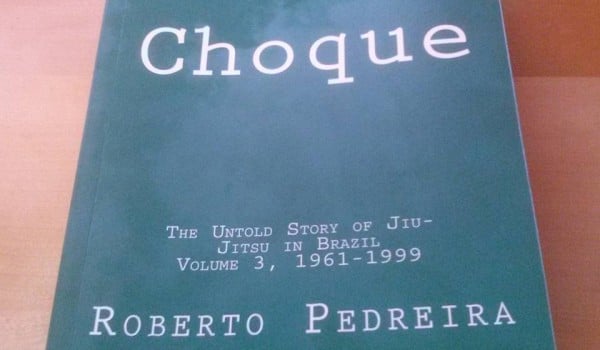 Choque
The Untold Story of Jiu-
Jitsu in Brazil
Volume 3, 1961-1999
Roberto Pedreira